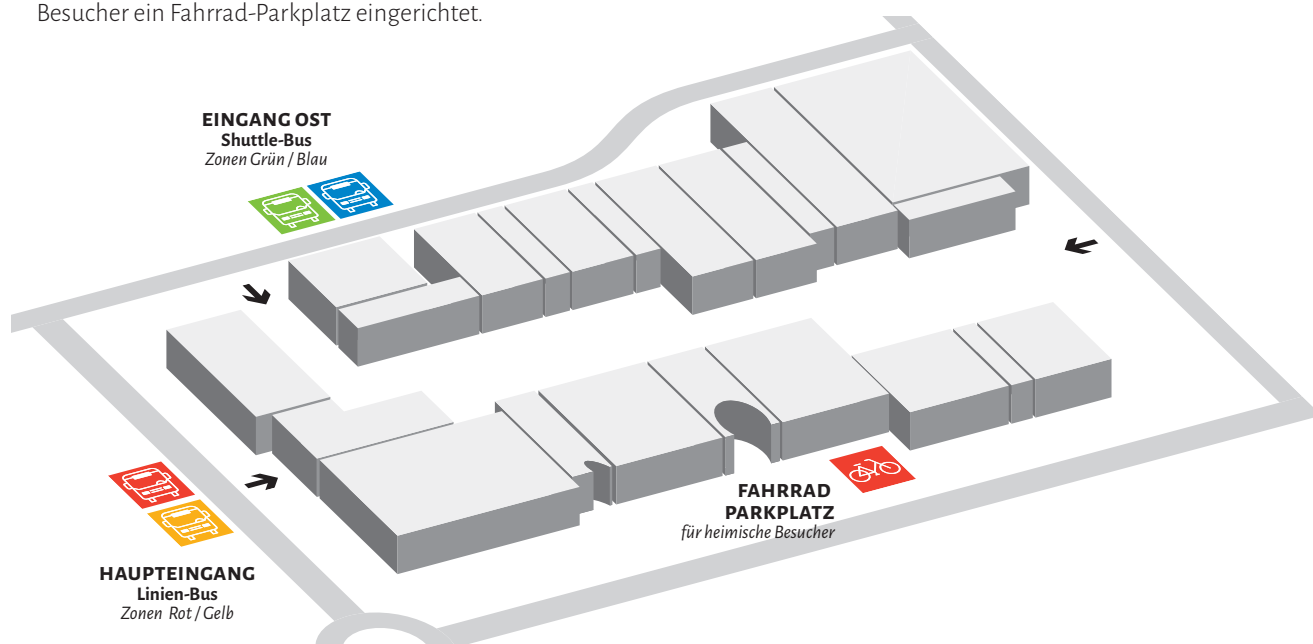 Besucher ein Fahrrad-Parkplatz eingerichtet.
EINGANG OST
Shuttle-Bus
Zonen Grün / Blau
FAHRRAD
PARKPLATZ
für heimische Besucher
HAUPTEINGANG
Linien-Bus
Zonen Rot / Gelb